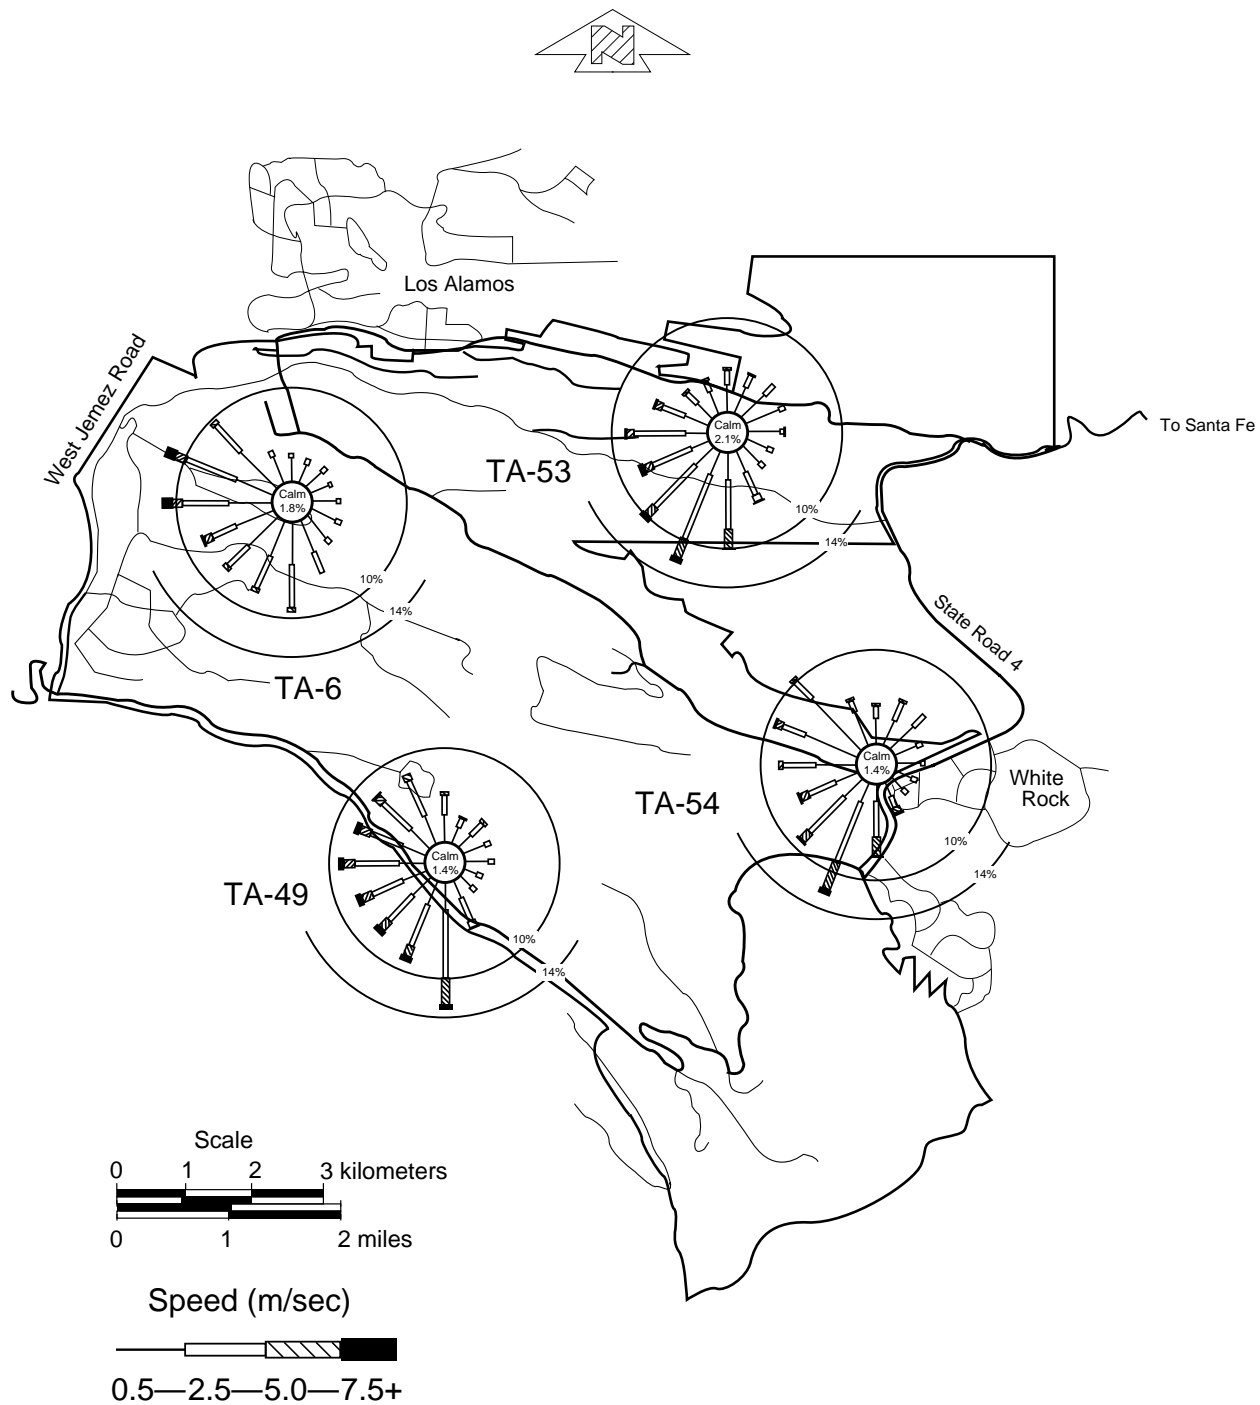 N
Los Alamos
West Jemez Road
To Santa Fe
Calm
2.1%
TA-53
Calm
1.8%
10%
14%
10%
14%
State Road 4
TA-6
Calm
1.4%
White
Rock
TA-54
10%
14%
Calm
1.4%
TA-49
10%
14%
Scale
0 1 2 3 kilometers
0 1 2 miles
Speed (m/sec)
0.5—2.5—5.0—7.5+